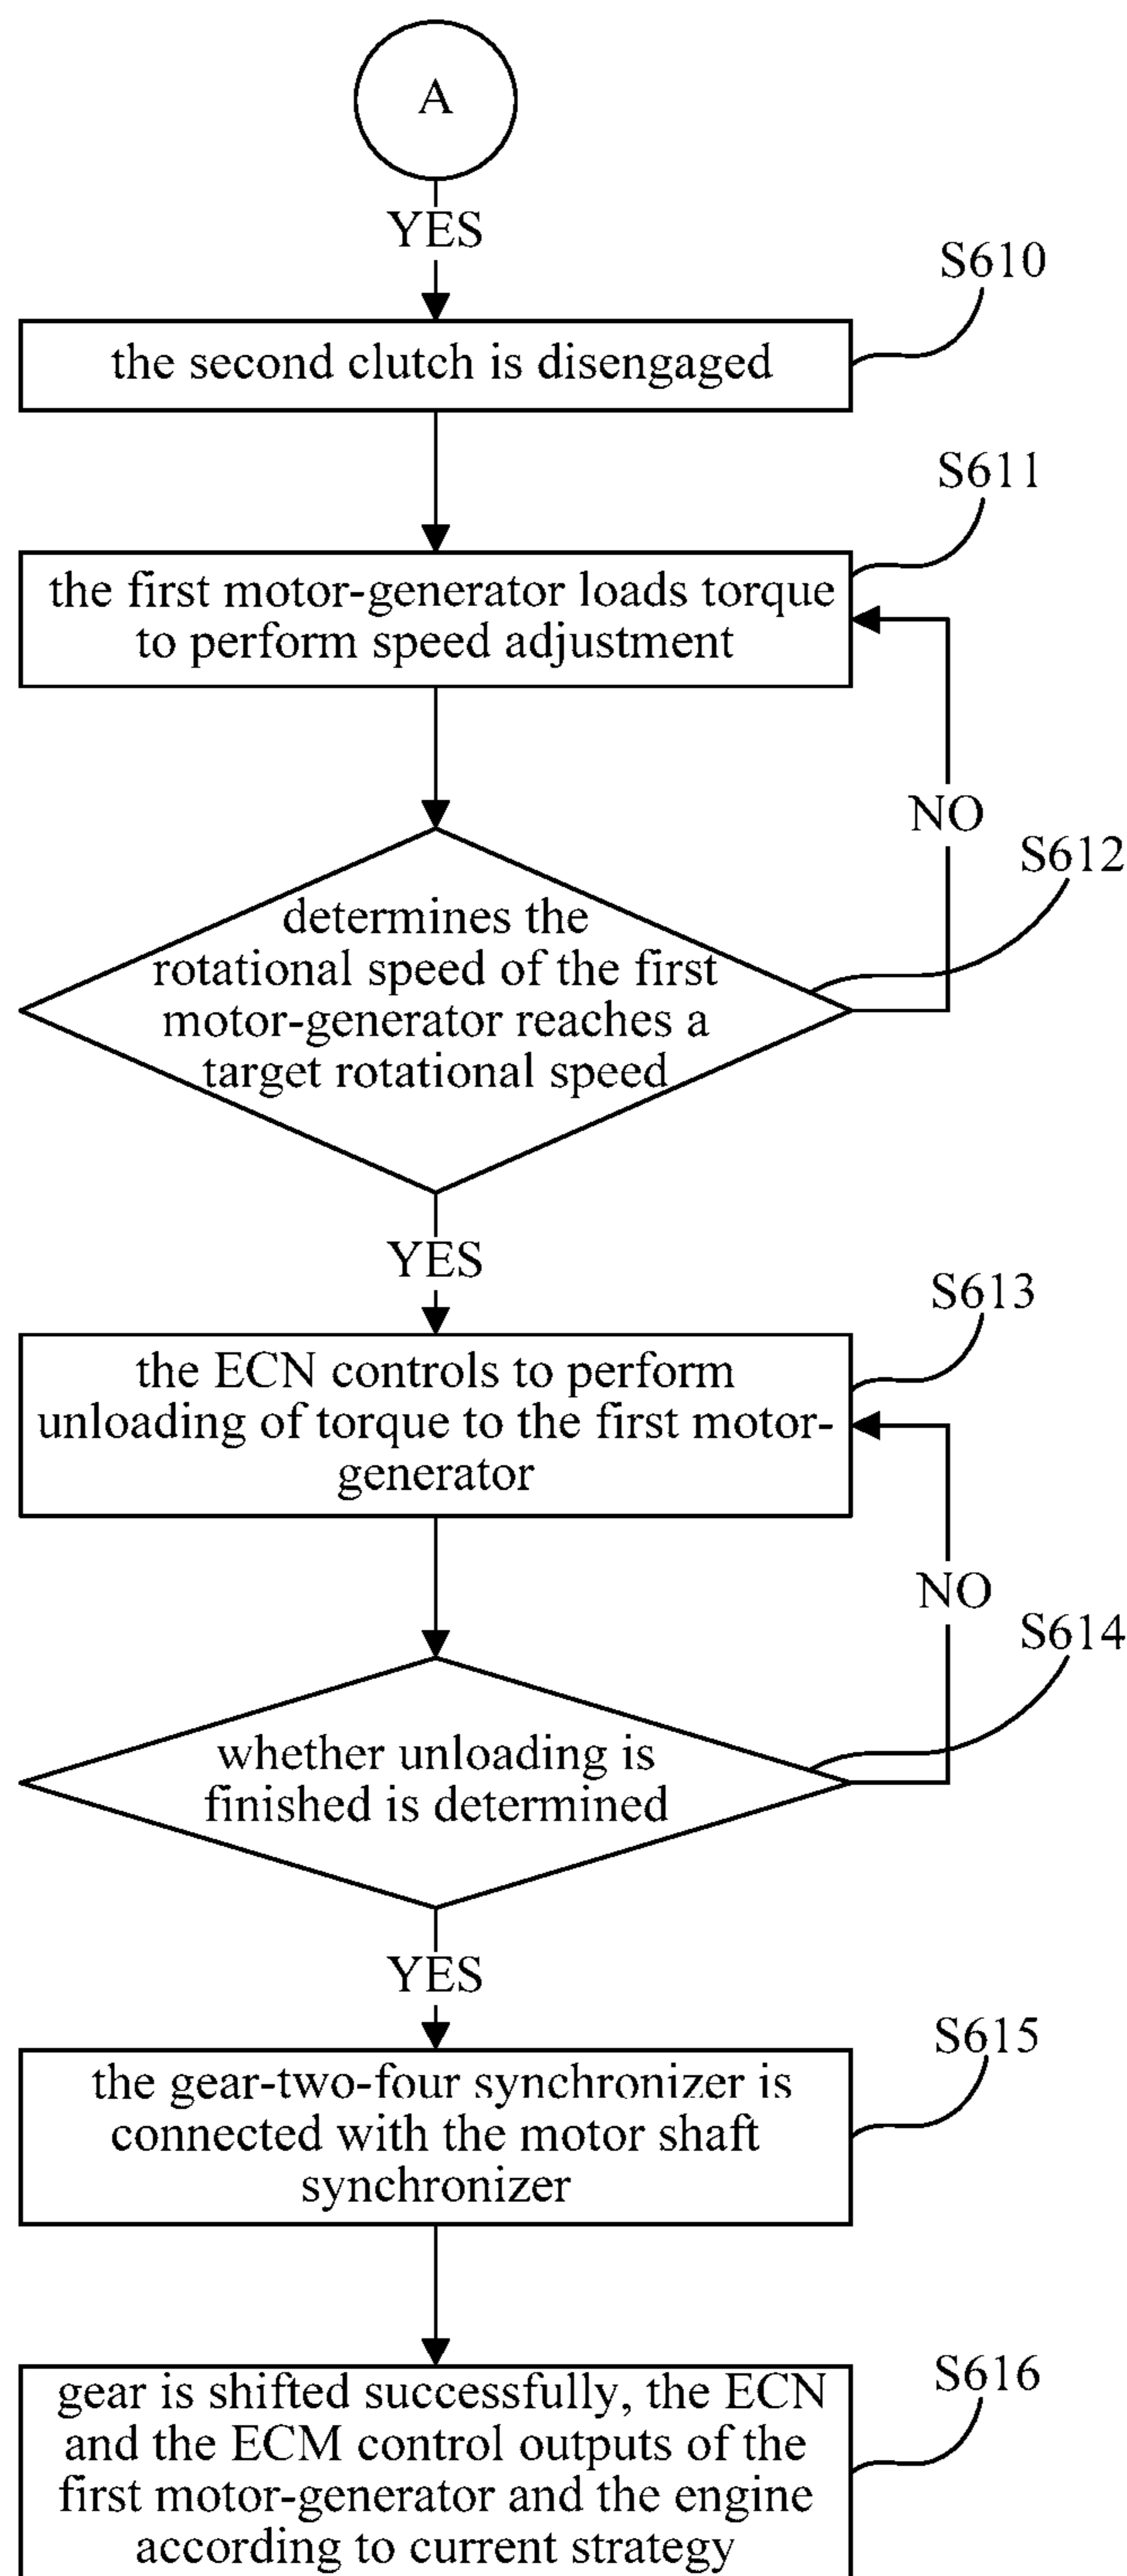 A
YES
S610
the second clutch is disengaged
S611
the first motor-generator loads torque
to perform speed adjustment
NO
S612
determines the
rotational speed of the first
motor-generator reaches a
target rotational speed
YES
S613
the ECN controls to perform
unloading of torque to the first motor-
generator
NO
S614
whether unloading is
finished is determined
YES
S615
the gear-two-four synchronizer is
connected with the motor shaft
synchronizer
S616
gear is shifted successfully, the ECN
and the ECM control outputs of the
first motor-generator and the engine
according to current strategy